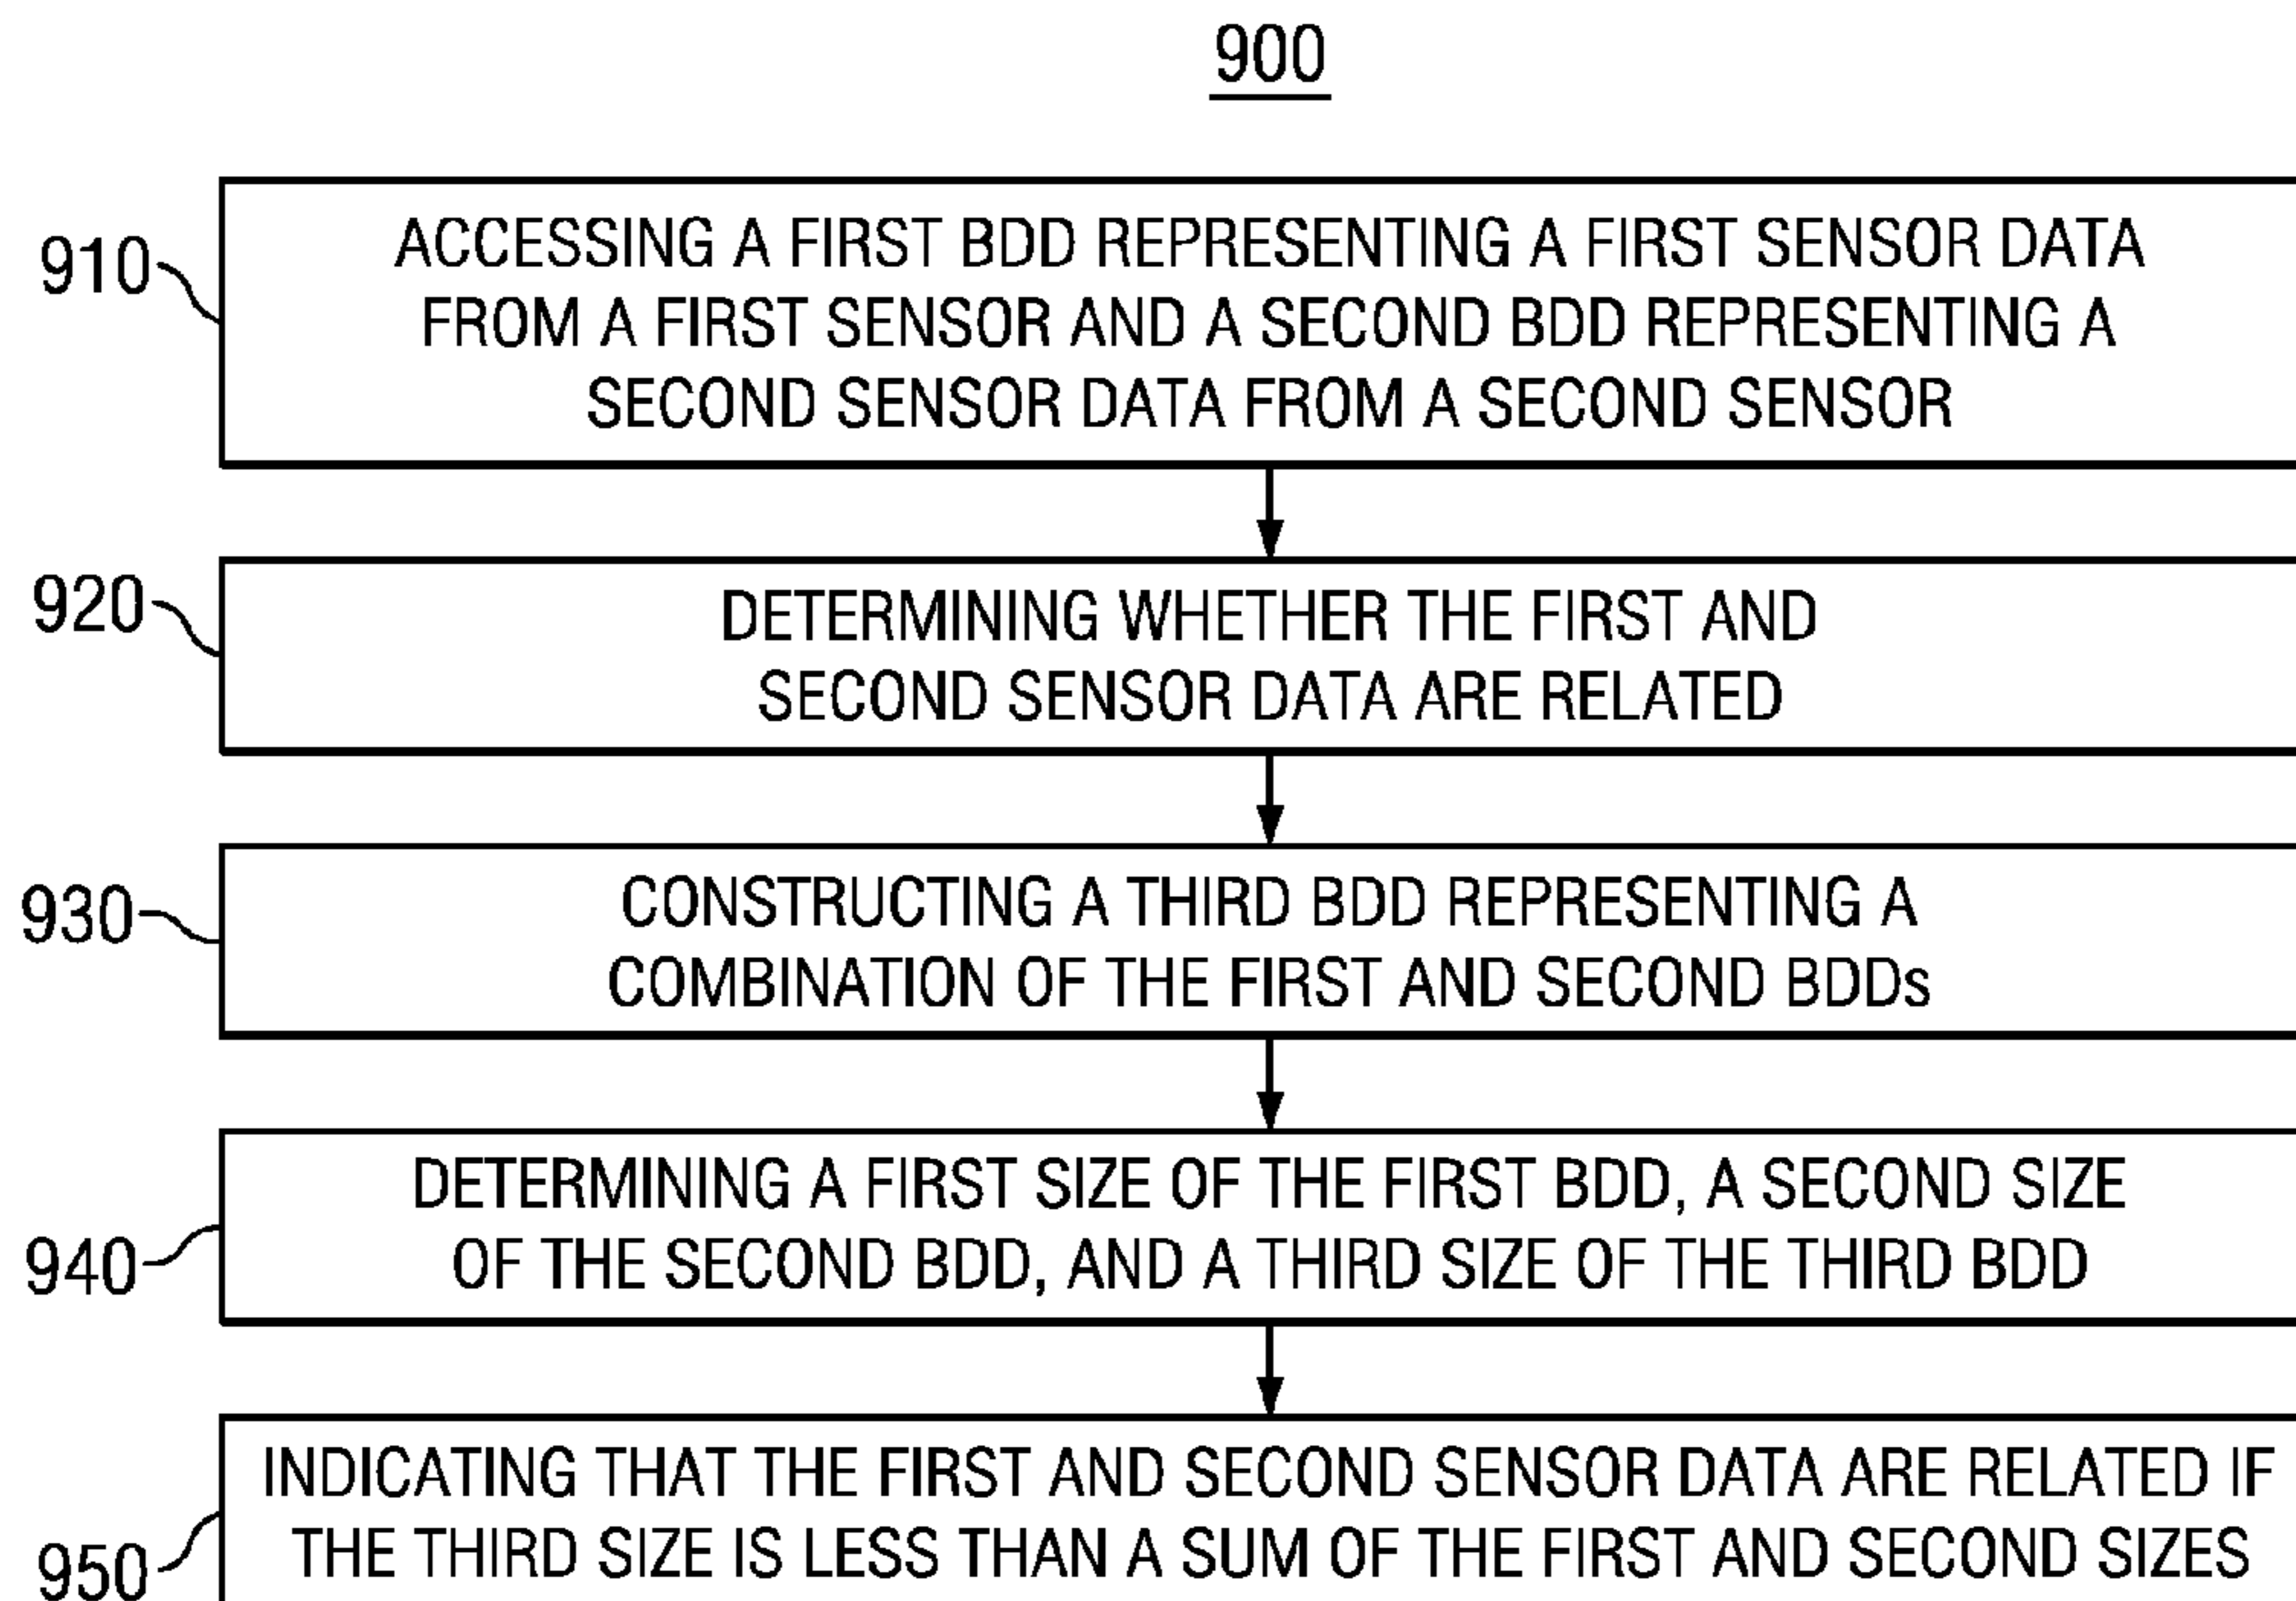 900
910
ACCESSING A FIRST BDD REPRESENTING A FIRST SENSOR DATA
FROM A FIRST SENSOR AND A SECOND BDD REPRESENTING A
SECOND SENSOR DATA FROM A SECOND SENSOR
920
DETERMINING WHETHER THE FIRST AND
SECOND SENSOR DATA ARE RELATED
930
CONSTRUCTING A THIRD BDD REPRESENTING A
COMBINATION OF THE FIRST AND SECOND BDDs
940
DETERMINING A FIRST SIZE OF THE FIRST BDD, A SECOND SIZE
OF THE SECOND BDD, AND A THIRD SIZE OF THE THIRD BDD
950
INDICATING THAT THE FIRST AND SECOND SENSOR DATA ARE RELATED IF
THE THIRD SIZE IS LESS THAN A SUM OF THE FIRST AND SECOND SIZES